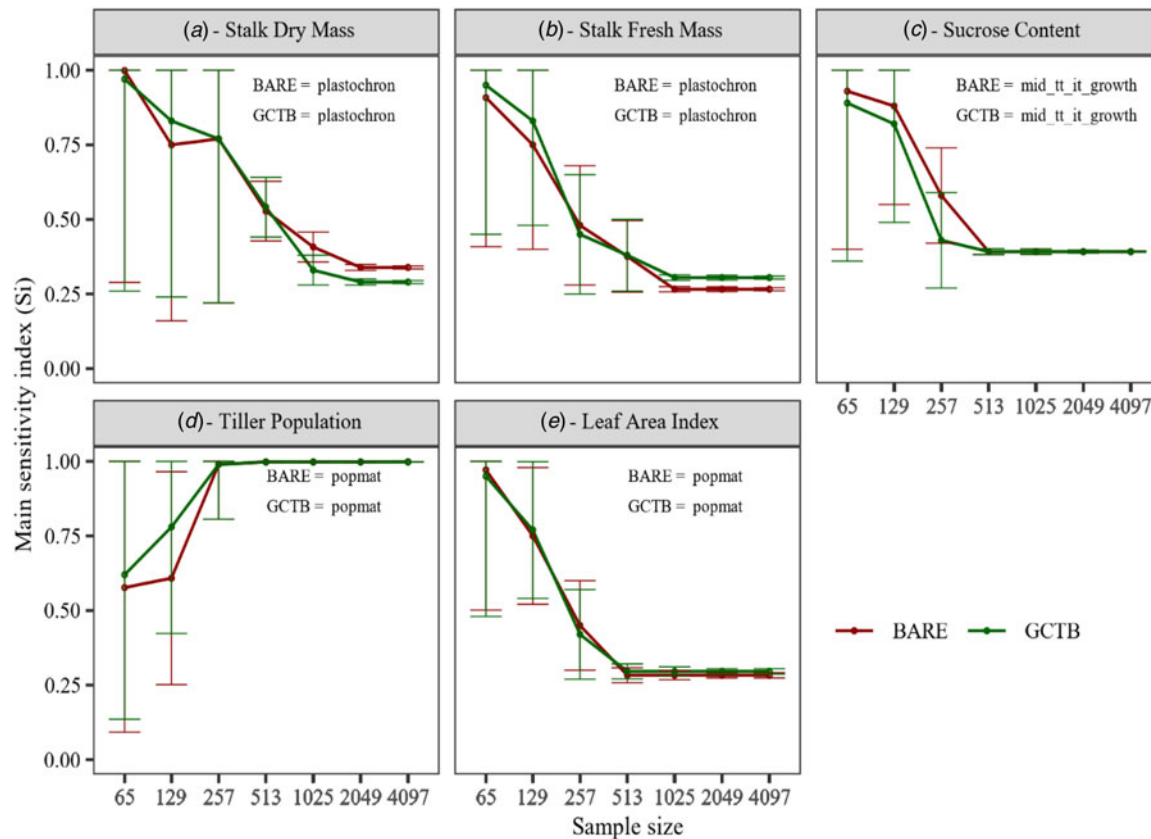 (a) - Stalk Dry Mass
(b) - Stalk Fresh Mass
(c) - Sucrose Content
BARE = plastochron
GCTB = plastochron
BARE = plastochron
GCTB = plastochron
BARE = mid_tt_it_growth
GCTB = mid_tt_it_growth
1.00
0.75
0.50
0.25
0.00
65 129 257 513 1025 2049 4097
Main sensitivity index (Si)
(d) - Tiller Population
(e) - Leaf Area Index
BARE = popmat
GCTB = popmat
BARE = popmat
GCTB = popmat
1.00
0.75
0.50
0.25
0.00
BARE GCTB
65 129 257 513 1025 2049 4097
65 129 257 513 1025 2049 4097
Sample size